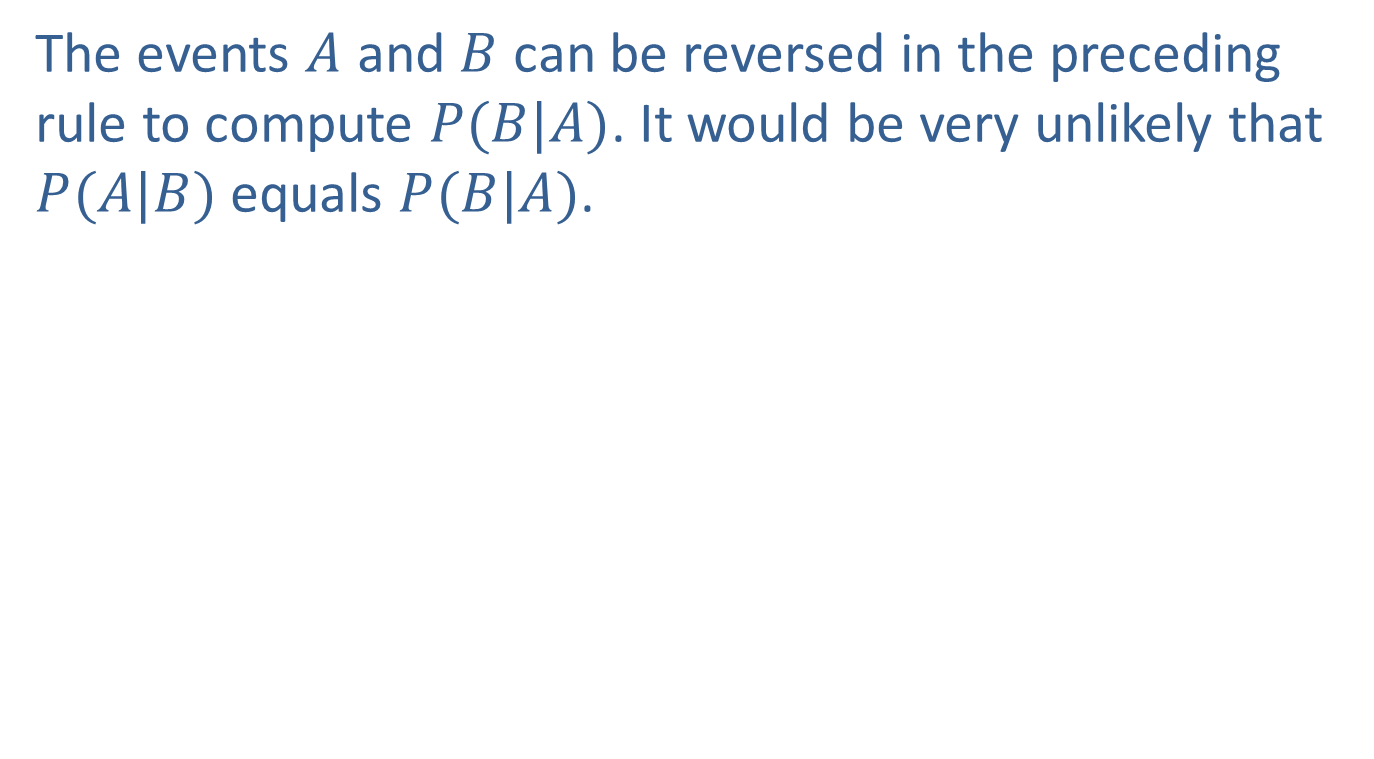 The events A and B can be reversed in the preceding
rule to compute P(B|A). It would be very unlikely that
P(A|B) equals P(B|A).